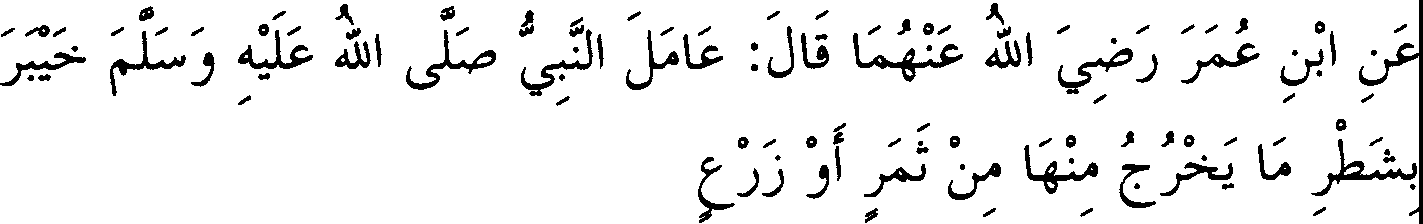 عَنِ ابْنِ عُمَرَ رَضِيَ اللهُ عَنْهُمَا قَالَ: عَامَلَ النَّبِيُّ صَلَّى اللهُ عَلَيْهِ وَسَلَّمَ خَيْبَرَ
بِشَطْرِ مَا يَخْرُجُ مِنْهَا مِنْ ثَمَرٍ أَوْ زَرْعٍ